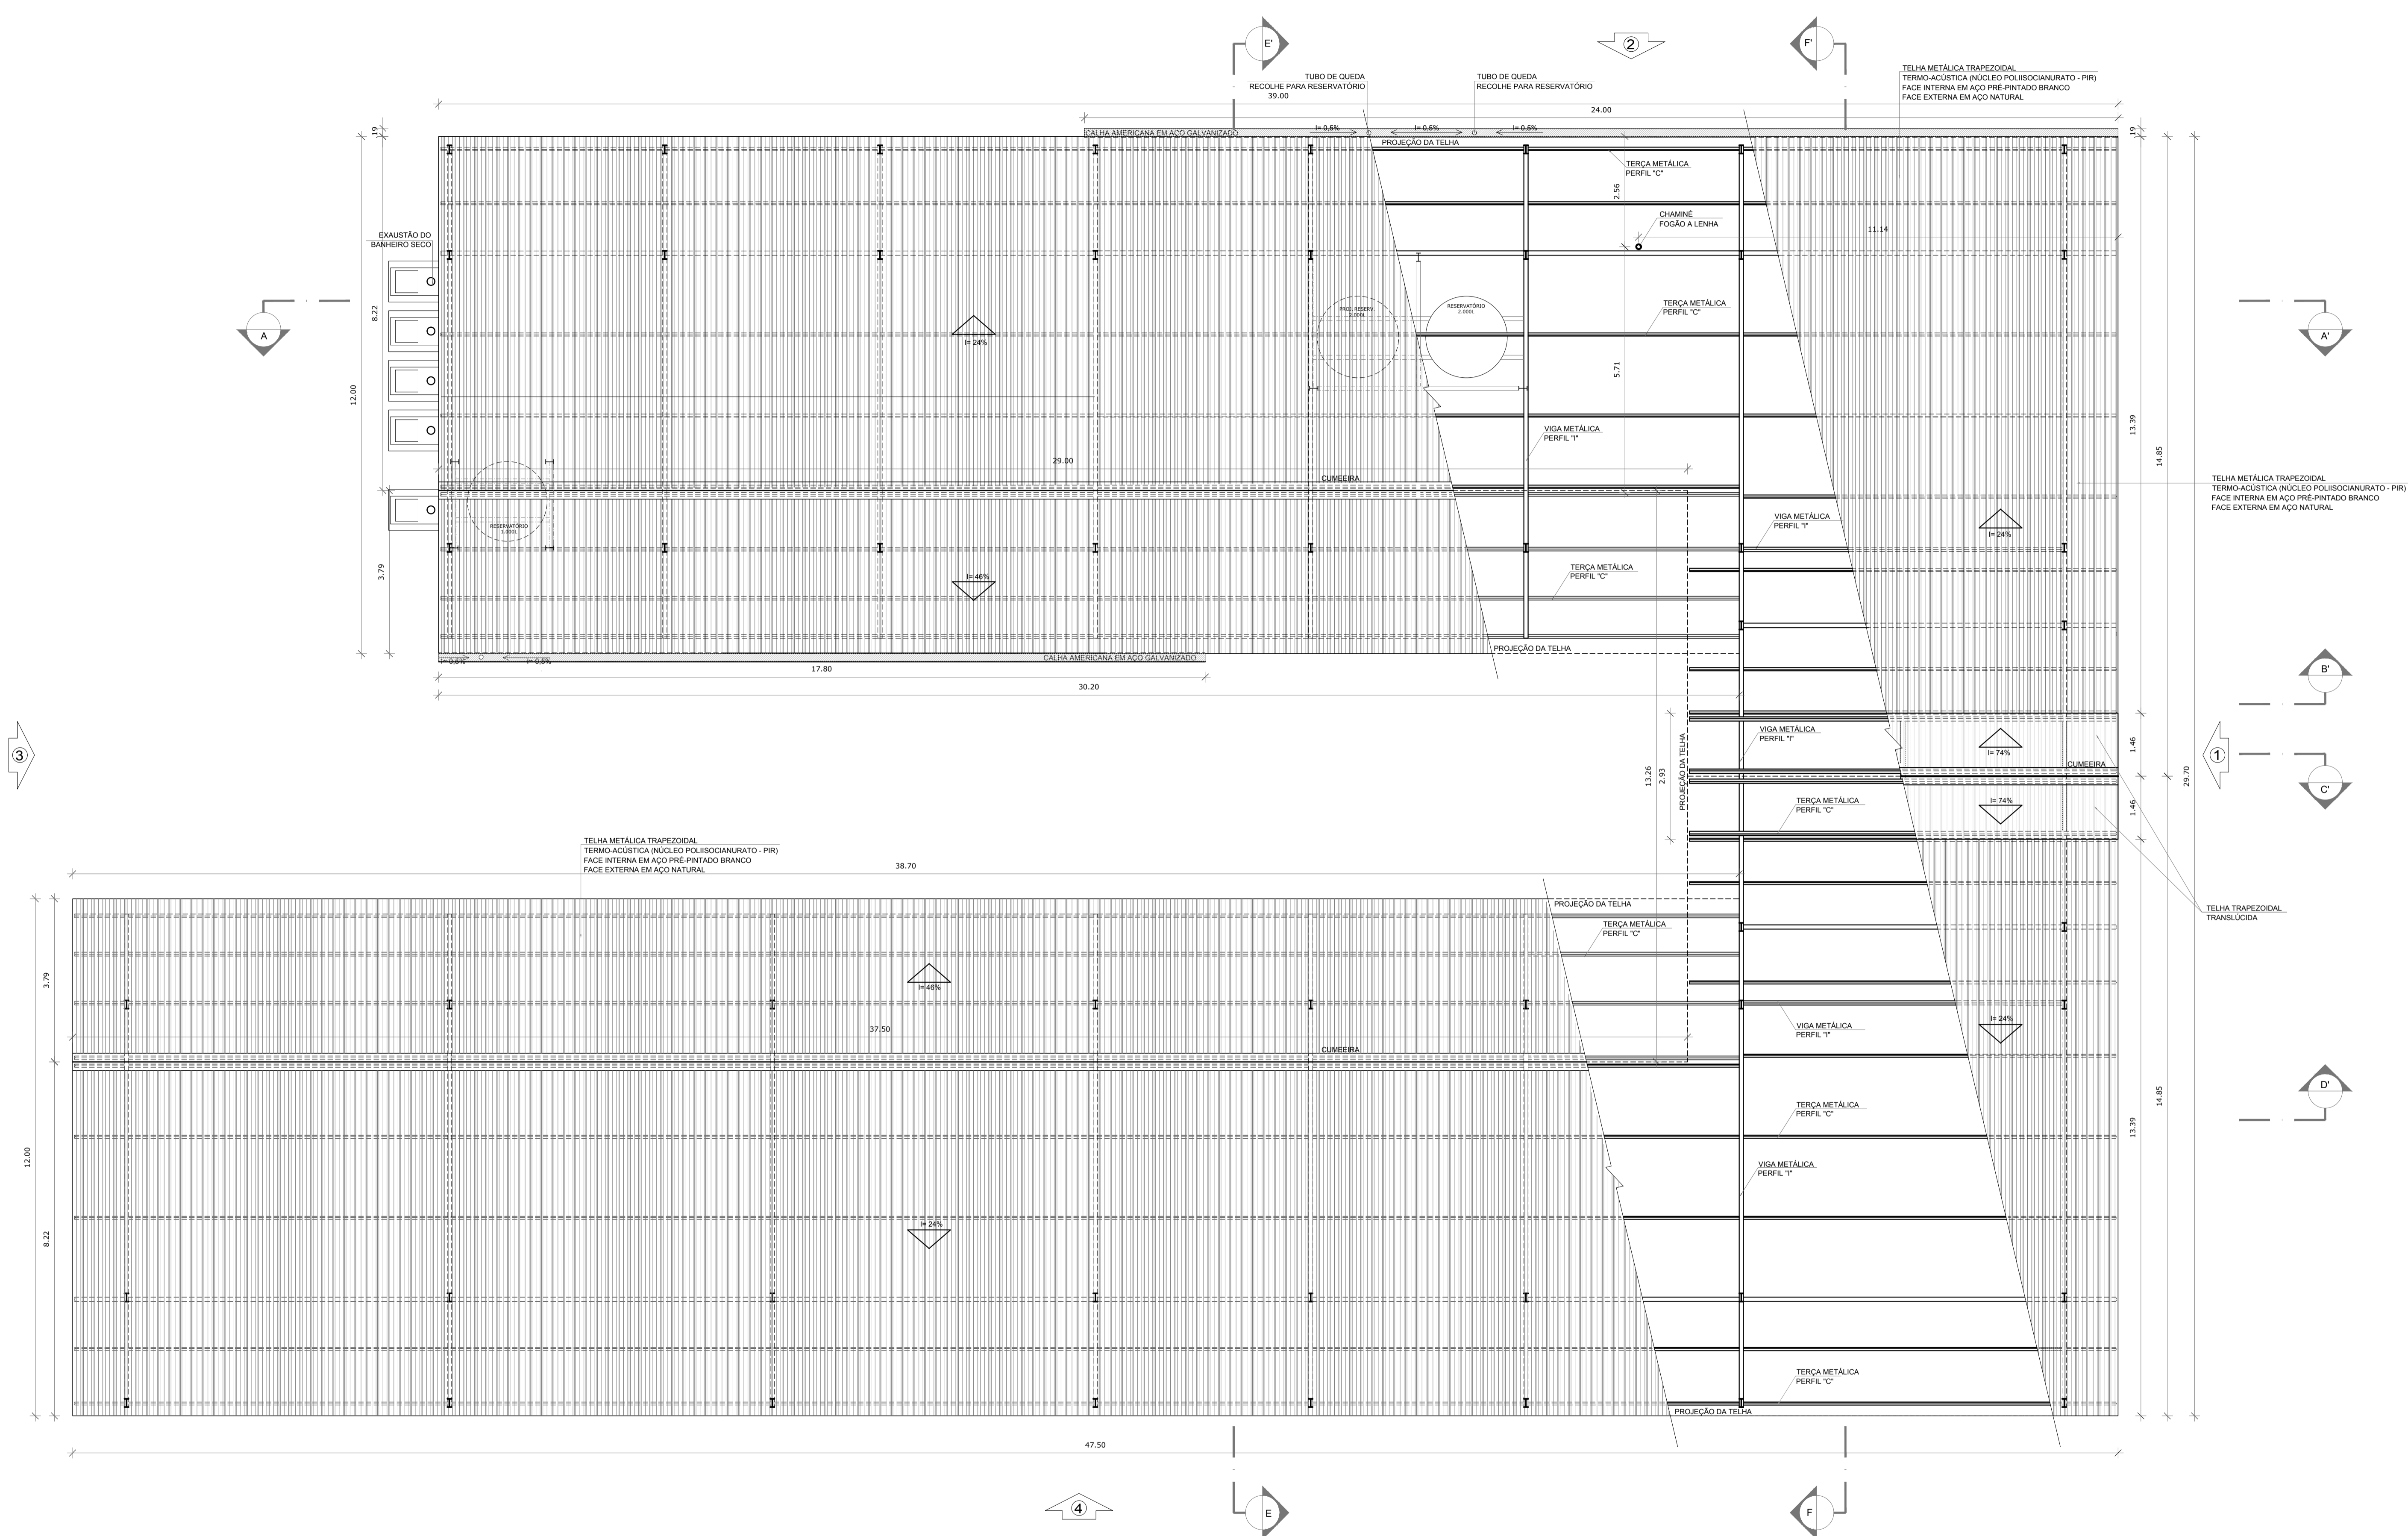 E'
2
F'
TUBO DE QUEDA
RECOLHE PARA RESERVATÓRIO
TUBO DE QUEDA
RECOLHE PARA RESERVATÓRIO
TELHA METÁLICA TRAPEZOIDAL
TERMO-ACÚSTICA (NÚCLEO POLIISOCIANURATO - PIR)
FACE INTERNA EM AÇO PRÉ-PINTADO BRANCO
FACE EXTERNA EM AÇO NATURAL
39.00
24.00
.19
CALHA AMERICANA EM AÇO GALVANIZADO
I= 0,5%
I= 0,5%
I= 0,5%
.19
PROJEÇÃO DA TELHA
TERÇA METÁLICA
PERFIL "C"
2.56
CHAMINÉ
FOGÃO A LENHA
11.14
EXAUSTÃO DO
BANHEIRO SECO
A
8.22
12.00
I= 24%
PROJ. RESERV.
2.000L
RESERVATÓRIO
2.000L
TERÇA METÁLICA
PERFIL "C"
A'
5.71
13.39
14.85
VIGA METÁLICA
PERFIL "I"
29.00
CUMEEIRA
TELHA METÁLICA TRAPEZOIDAL
TERMO-ACÚSTICA (NÚCLEO POLIISOCIANURATO - PIR)
FACE INTERNA EM AÇO PRÉ-PINTADO BRANCO
FACE EXTERNA EM AÇO NATURAL
RESERVATÓRIO
1.000L
VIGA METÁLICA
PERFIL "I"
I= 24%
3.79
I= 46%
TERÇA METÁLICA
PERFIL "C"
PROJEÇÃO DA TELHA
I= 0,5%
I= 0,5%
CALHA AMERICANA EM AÇO GALVANIZADO
17.80
30.20
B'
3
VIGA METÁLICA
PERFIL "I"
PROJEÇÃO DA TELHA
13.26
2.93
I= 74%
CUMEEIRA
1.46
1
29.70
C'
TERÇA METÁLICA
PERFIL "C"
I= 74%
1.46
TELHA METÁLICA TRAPEZOIDAL
TERMO-ACÚSTICA (NÚCLEO POLIISOCIANURATO - PIR)
FACE INTERNA EM AÇO PRÉ-PINTADO BRANCO
FACE EXTERNA EM AÇO NATURAL
38.70
PROJEÇÃO DA TELHA
TELHA TRAPEZOIDAL
TRANSLÚCIDA
TERÇA METÁLICA
PERFIL "C"
3.79
I= 46%
37.50
CUMEEIRA
VIGA METÁLICA
PERFIL "I"
I= 24%
D'
TERÇA METÁLICA
PERFIL "C"
14.85
13.39
12.00
VIGA METÁLICA
PERFIL "I"
8.22
I= 24%
TERÇA METÁLICA
PERFIL "C"
PROJEÇÃO DA TELHA
47.50
4
E
F